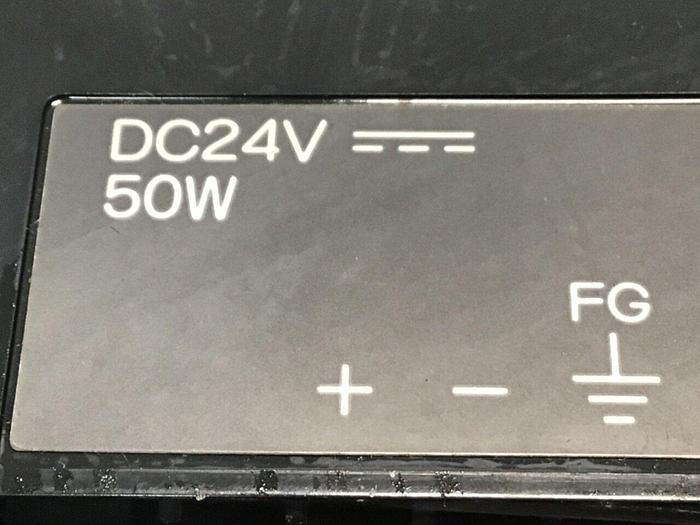 DC24V ⎓
50W
FG
+ − ⏚